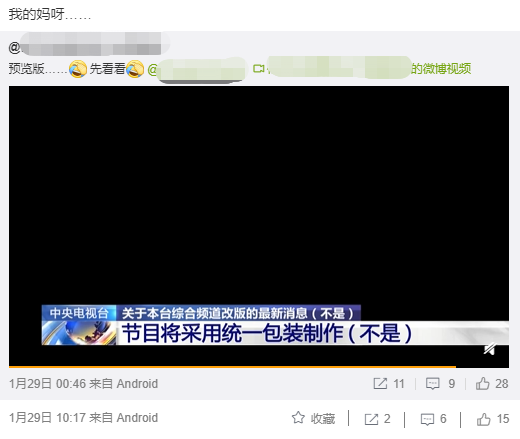 我的妈呀……
@
预览版……先看看@
的微博视频
中央电视台 关于本台综合频道改版的最新消息（不是）
节目将采用统一包装制作（不是）
1月29日 00:46 来自 Android 11 9 28
1月29日 10:17 来自 Android 收藏 2 6 15